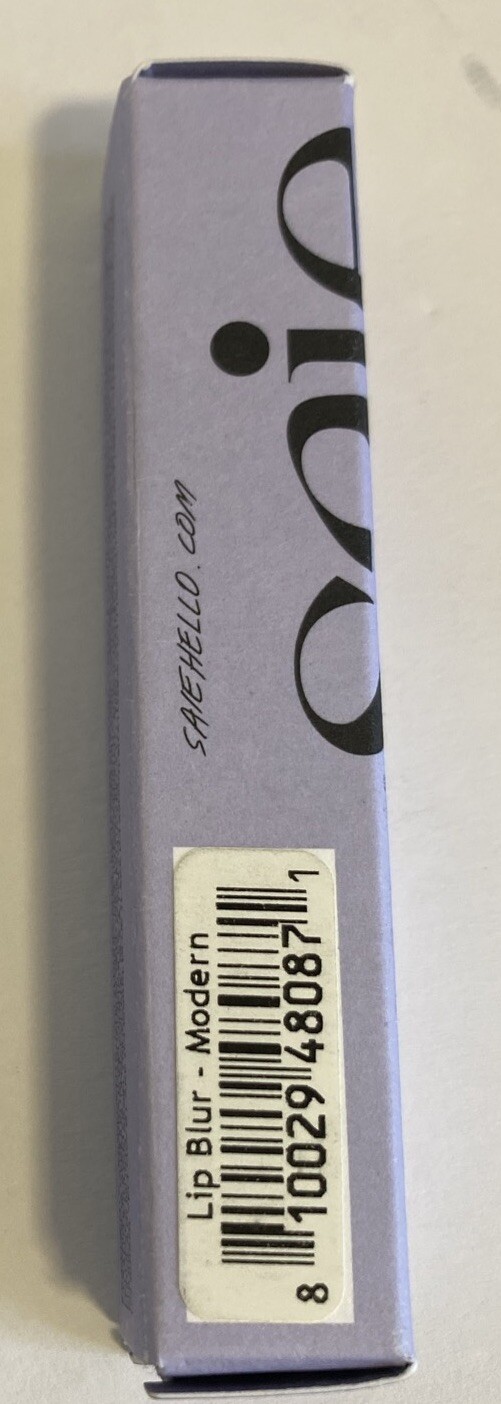 saie
SAIEHELLO.COM
Lip Blur - Modern
8 10029 48087 1